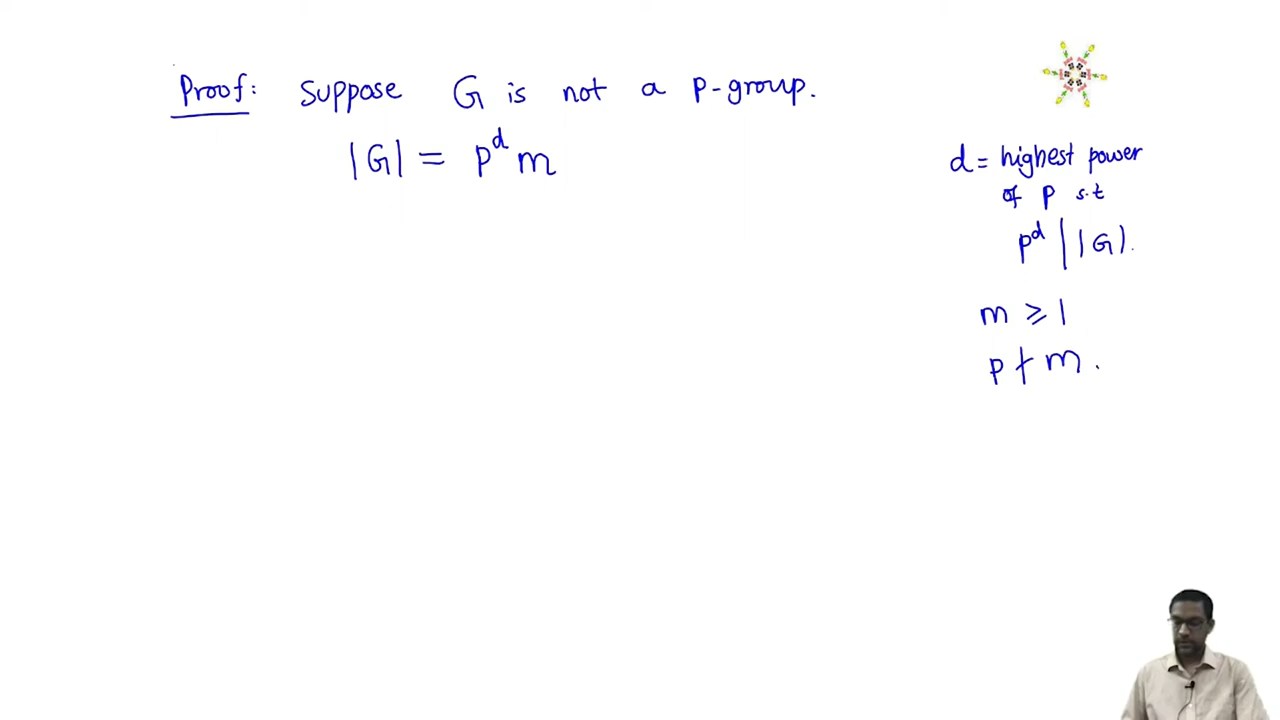 Proof: Suppose G is not a p-group.
|G| = p^d m
d = highest power
of p s.t
p^d | |G|.
m ≥ 1
p ∤ m.